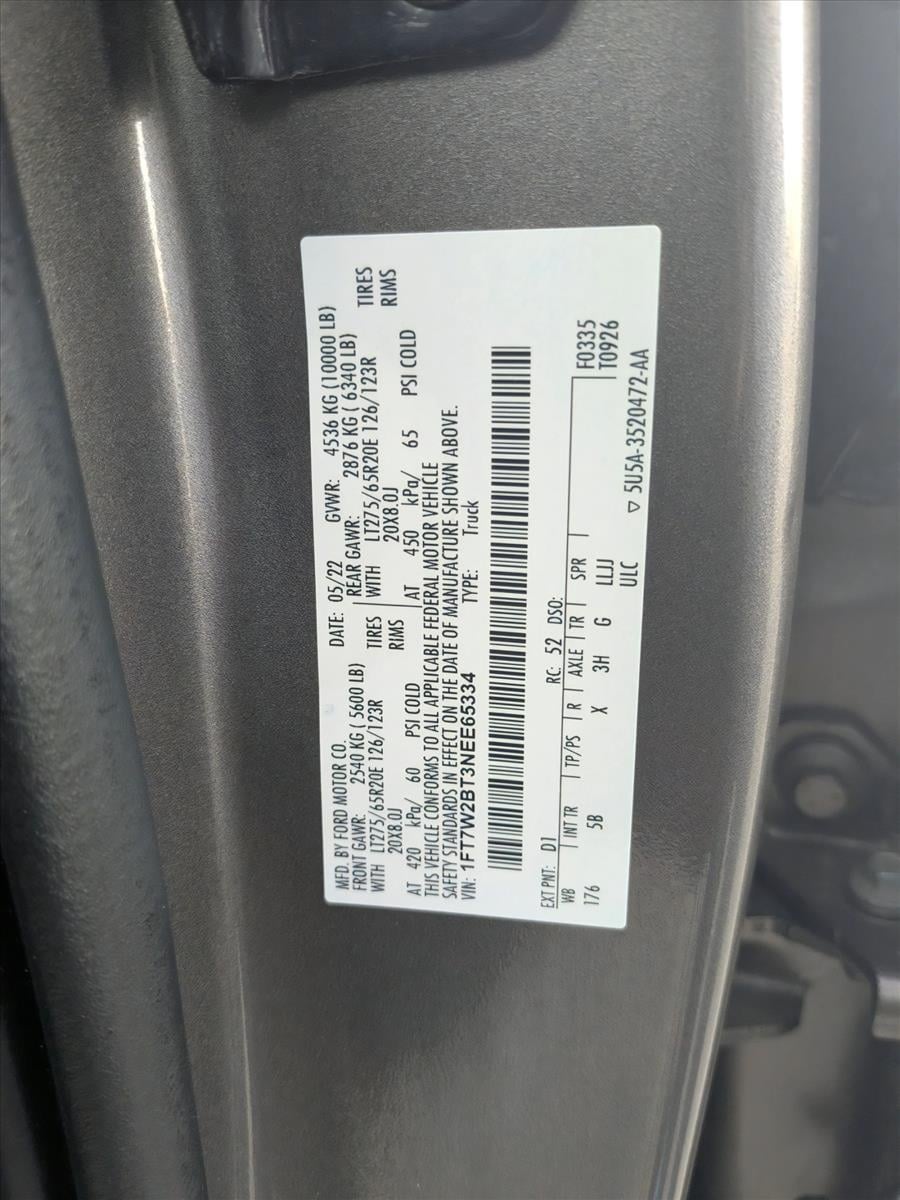 MFD. BY FORD MOTOR CO.
DATE: 05/22 GVWR: 4536 KG (10000 LB)
FRONT GAWR: 2540 KG ( 5600 LB) REAR GAWR: 2876 KG ( 6340 LB)
WITH LT275/65R20E 126/123R TIRES WITH LT275/65R20E 126/123R TIRES
20X8.0J RIMS 20X8.0J RIMS
AT 420 kPa/ 60 PSI COLD AT 450 kPa/ 65 PSI COLD
THIS VEHICLE CONFORMS TO ALL APPLICABLE FEDERAL MOTOR VEHICLE
SAFETY STANDARDS IN EFFECT ON THE DATE OF MANUFACTURE SHOWN ABOVE.
VIN: 1FT7W2BT3NEE65334 TYPE: Truck
EXT PNT: D1 RC: 52 DSO:
WB INT TR TP/PS R AXLE TR SPR F0335
176 5B X 3H G LLJJ T0926
ULC ▽ 5U5A-3520472-AA